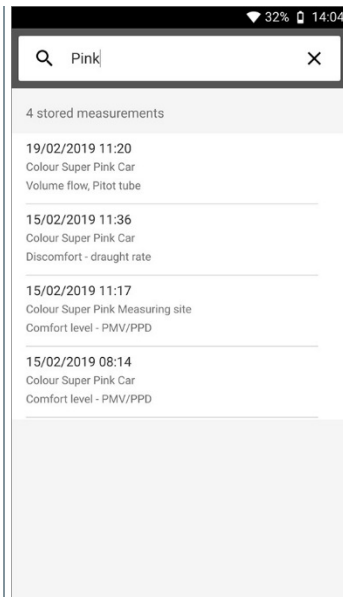 32% 14:04
Pink
4 stored measurements
19/02/2019 11:20
Colour Super Pink Car
Volume flow, Pitot tube
15/02/2019 11:36
Colour Super Pink Car
Discomfort - draught rate
15/02/2019 11:17
Colour Super Pink Measuring site
Comfort level - PMV/PPD
15/02/2019 08:14
Colour Super Pink Car
Comfort level - PMV/PPD